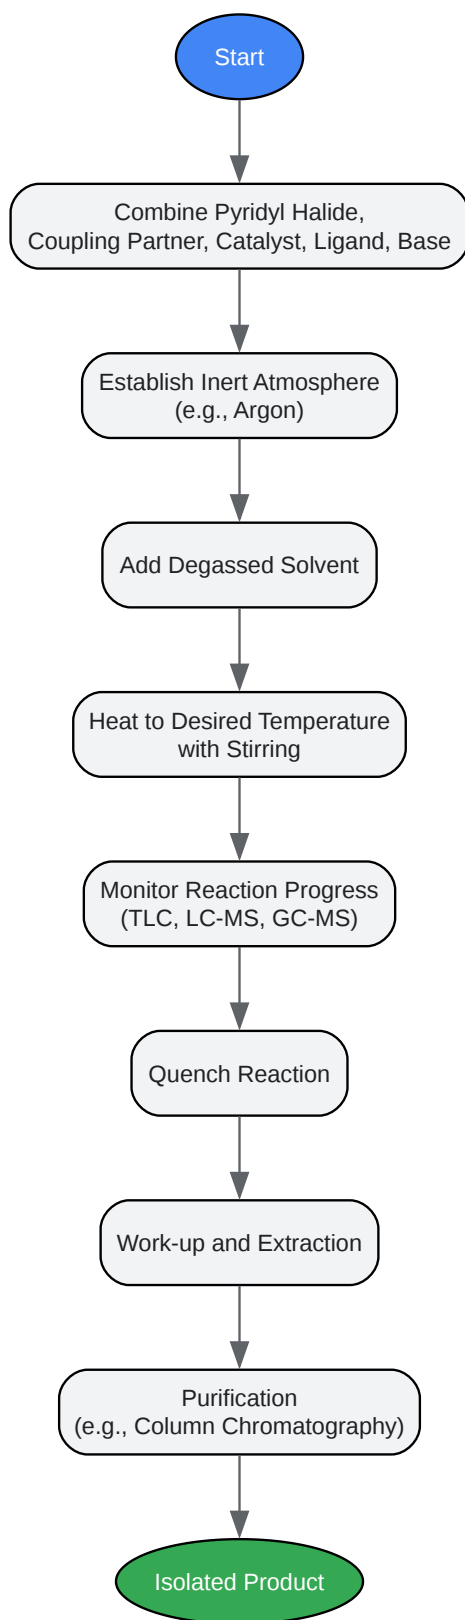 Start
Combine Pyridyl Halide,
Coupling Partner, Catalyst, Ligand, Base
Establish Inert Atmosphere
(e.g., Argon)
Add Degassed Solvent
Heat to Desired Temperature
with Stirring
Monitor Reaction Progress
(TLC, LC-MS, GC-MS)
Quench Reaction
Work-up and Extraction
Purification
(e.g., Column Chromatography)
Isolated Product